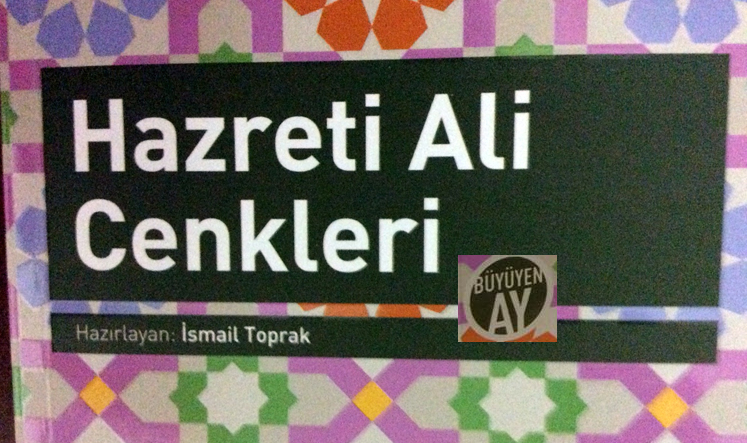 Hazreti Ali
Cenkleri
BÜYÜYEN
AY
Hazırlayan: İsmail Toprak